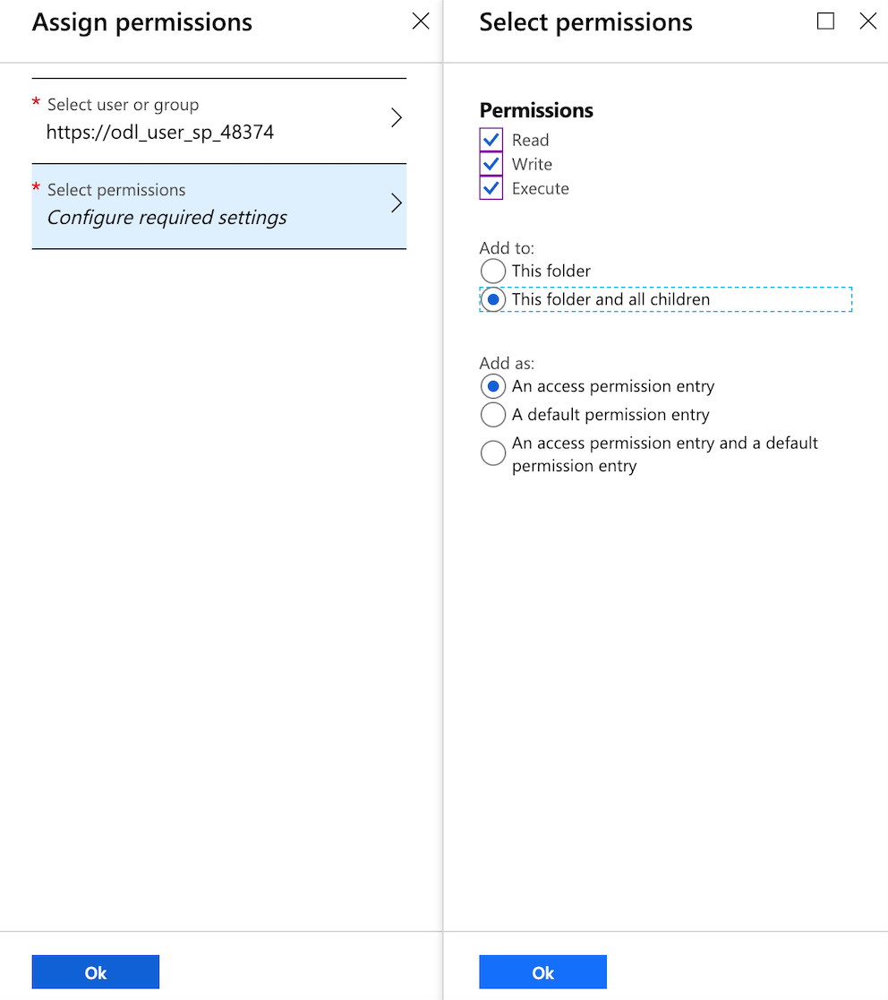 Assign permissions
* Select user or group
https://odl_user_sp_48374
* Select permissions
Configure required settings
Ok
Select permissions
Permissions
Read
Write
Execute
Add to:
This folder
This folder and all children
Add as:
An access permission entry
A default permission entry
An access permission entry and a default
permission entry
Ok